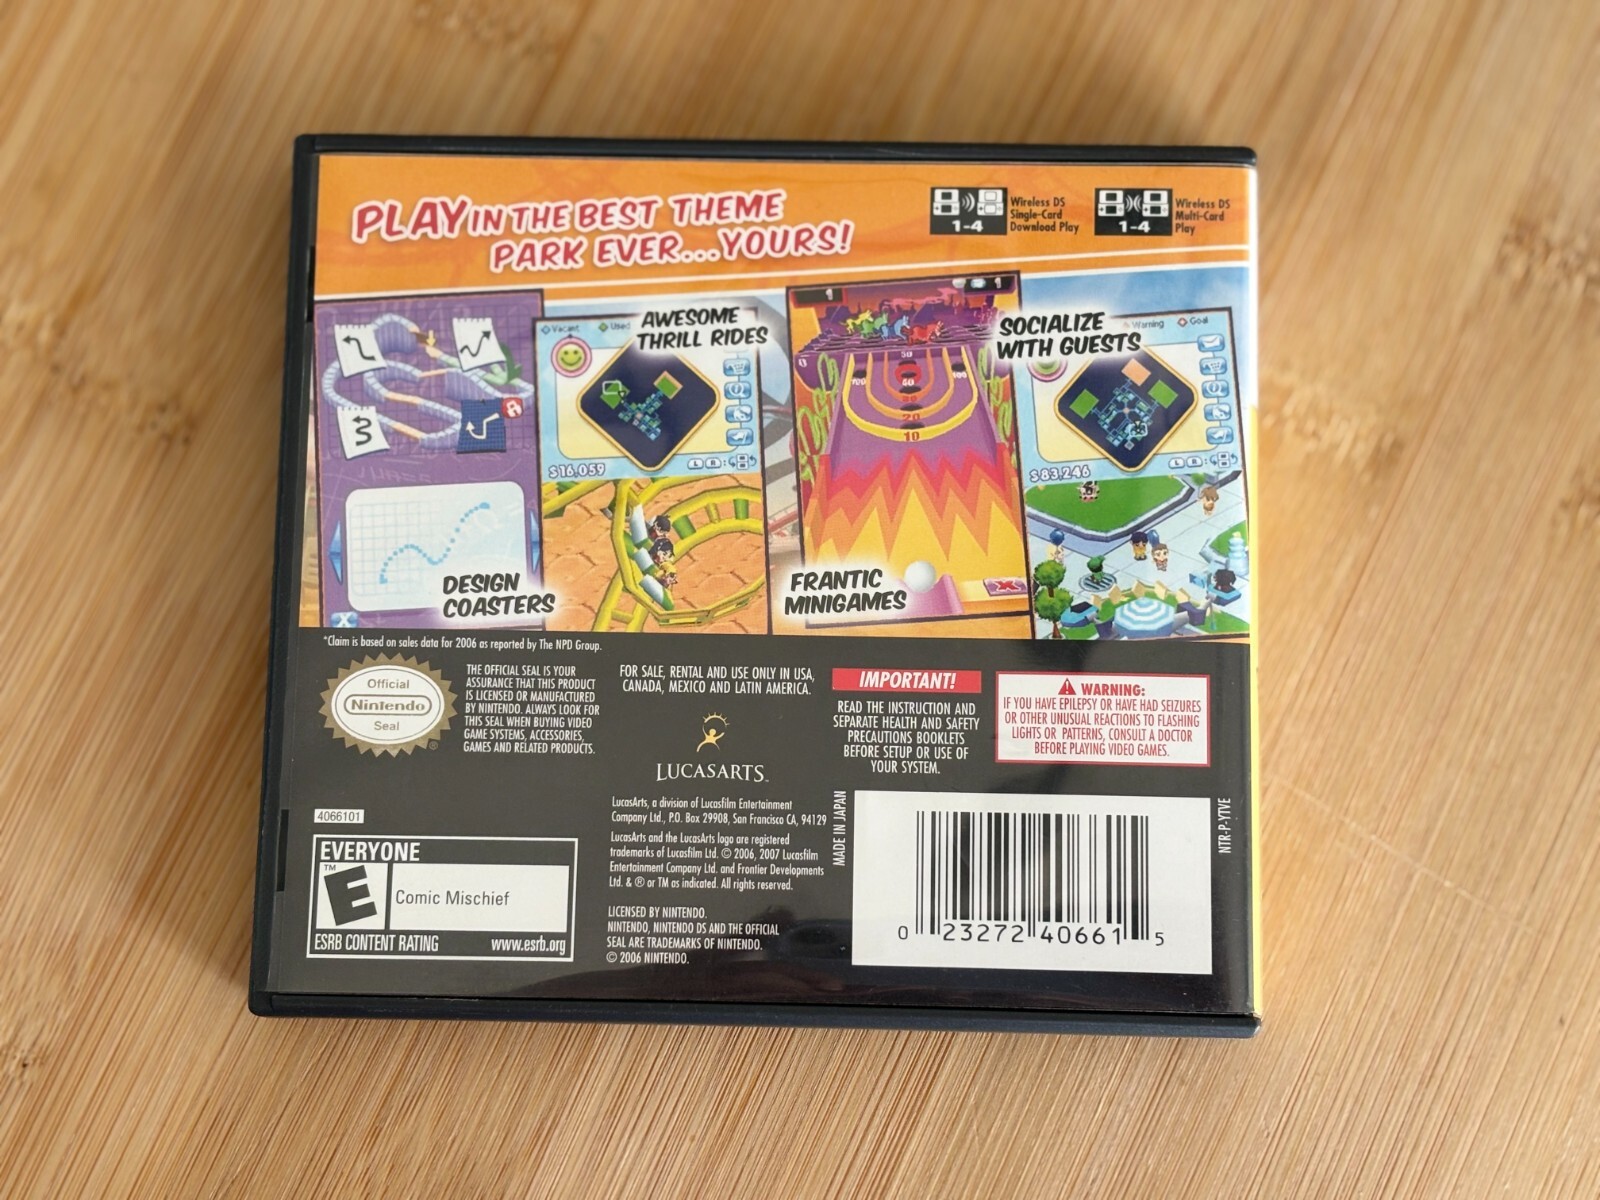 PLAY IN THE BEST THEME
PARK EVER...YOURS!
1-4
Wireless DS
Single-Card
Download Play
1-4
Wireless DS
Multi-Card
Play
Vacant
Used
AWESOME
THRILL RIDES
$16,059
L R :
DESIGN
COASTERS
X
1
1
50
100
100
60
30
20
10
FRANTIC
MINIGAMES
X
SOCIALIZE
WITH GUESTS
Warning
Goal
$83,246
L R :
*Claim is based on sales data for 2006 as reported by The NPD Group.
Official
Nintendo
Seal
®
THE OFFICIAL SEAL IS YOUR
ASSURANCE THAT THIS PRODUCT
IS LICENSED OR MANUFACTURED
BY NINTENDO. ALWAYS LOOK FOR
THIS SEAL WHEN BUYING VIDEO
GAME SYSTEMS, ACCESSORIES,
GAMES AND RELATED PRODUCTS.
FOR SALE, RENTAL AND USE ONLY IN USA,
CANADA, MEXICO AND LATIN AMERICA.
LUCASARTS™
IMPORTANT!
READ THE INSTRUCTION AND
SEPARATE HEALTH AND SAFETY
PRECAUTIONS BOOKLETS
BEFORE SETUP OR USE OF
YOUR SYSTEM.
WARNING:
IF YOU HAVE EPILEPSY OR HAVE HAD SEIZURES
OR OTHER UNUSUAL REACTIONS TO FLASHING
LIGHTS OR PATTERNS, CONSULT A DOCTOR
BEFORE PLAYING VIDEO GAMES.
4066101
EVERYONE
™
E
Comic Mischief
ESRB CONTENT RATING
www.esrb.org
LucasArts, a division of Lucasfilm Entertainment
Company Ltd., P.O. Box 29908, San Francisco CA, 94129
LucasArts and the LucasArts logo are registered
trademarks of Lucasfilm Ltd. © 2006, 2007 Lucasfilm
Entertainment Company Ltd. and Frontier Developments
Ltd. & ® or TM as indicated. All rights reserved.
LICENSED BY NINTENDO.
NINTENDO, NINTENDO DS AND THE OFFICIAL
SEAL ARE TRADEMARKS OF NINTENDO.
© 2006 NINTENDO.
MADE IN JAPAN
0 23272 40661 5
NTR-P-YTVE